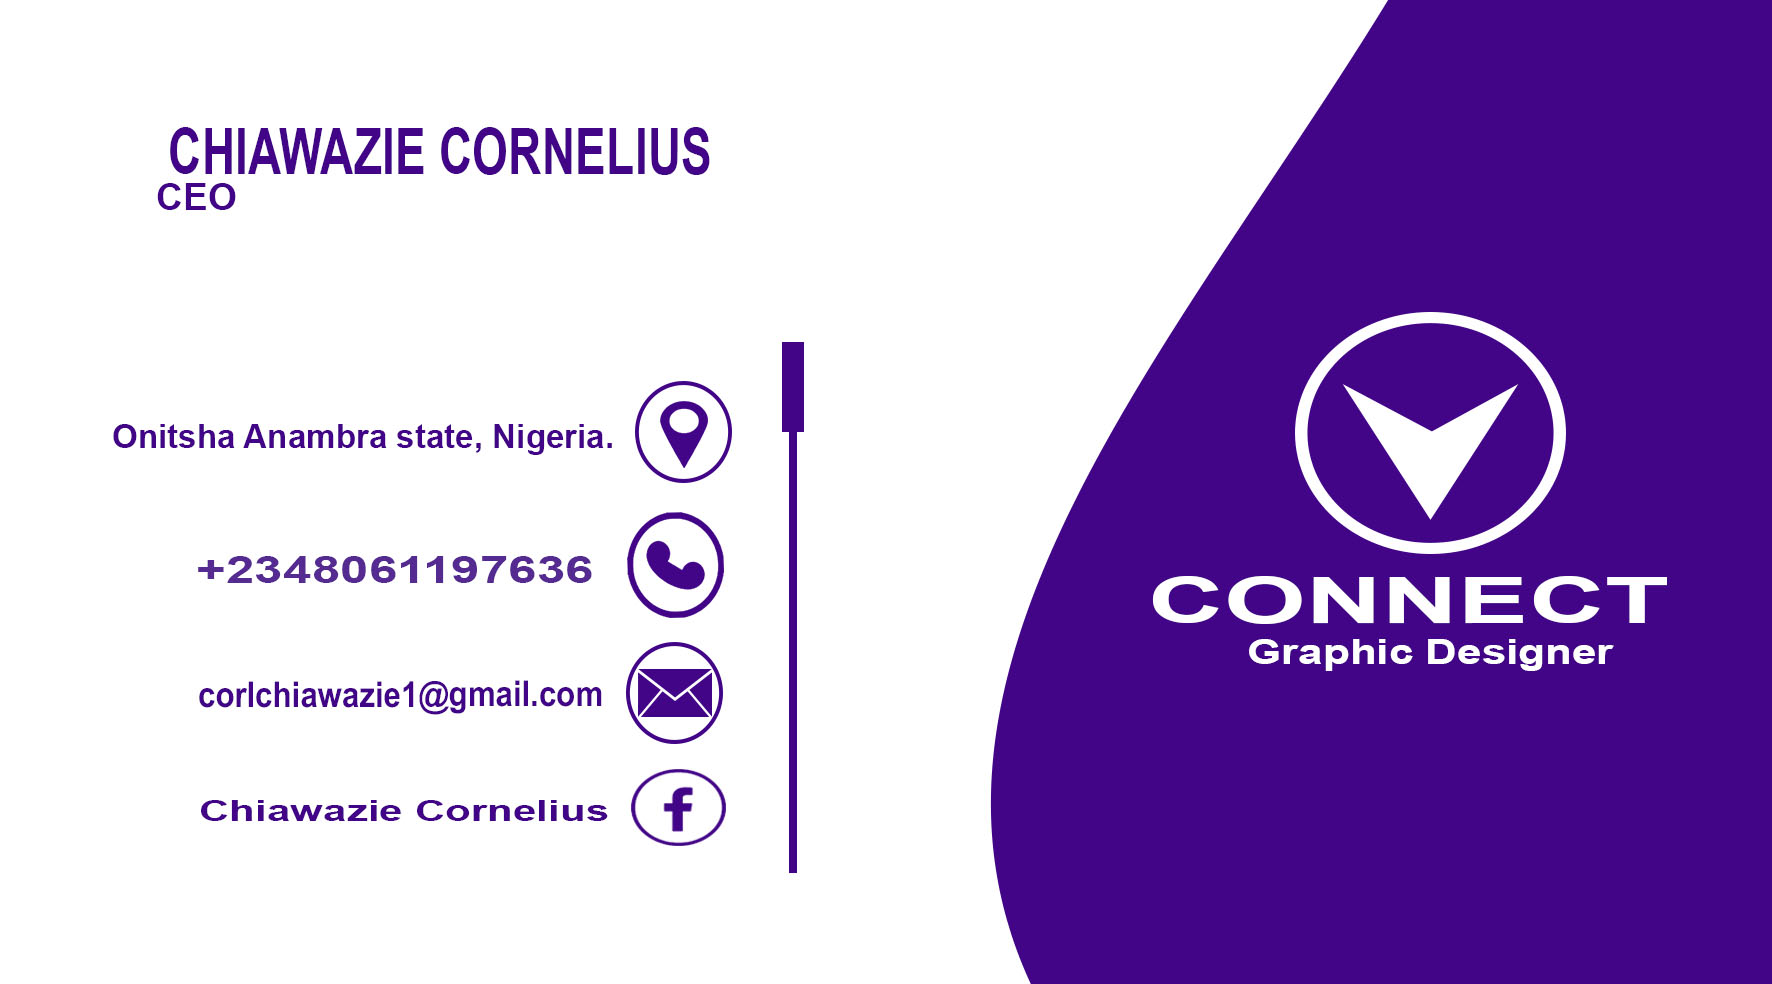 CHIAWAZIE CORNELIUS
CEO
Onitsha Anambra state, Nigeria.
+2348061197636
corlchiawazie1@gmail.com
Chiawazie Cornelius
CONNECT
Graphic Designer